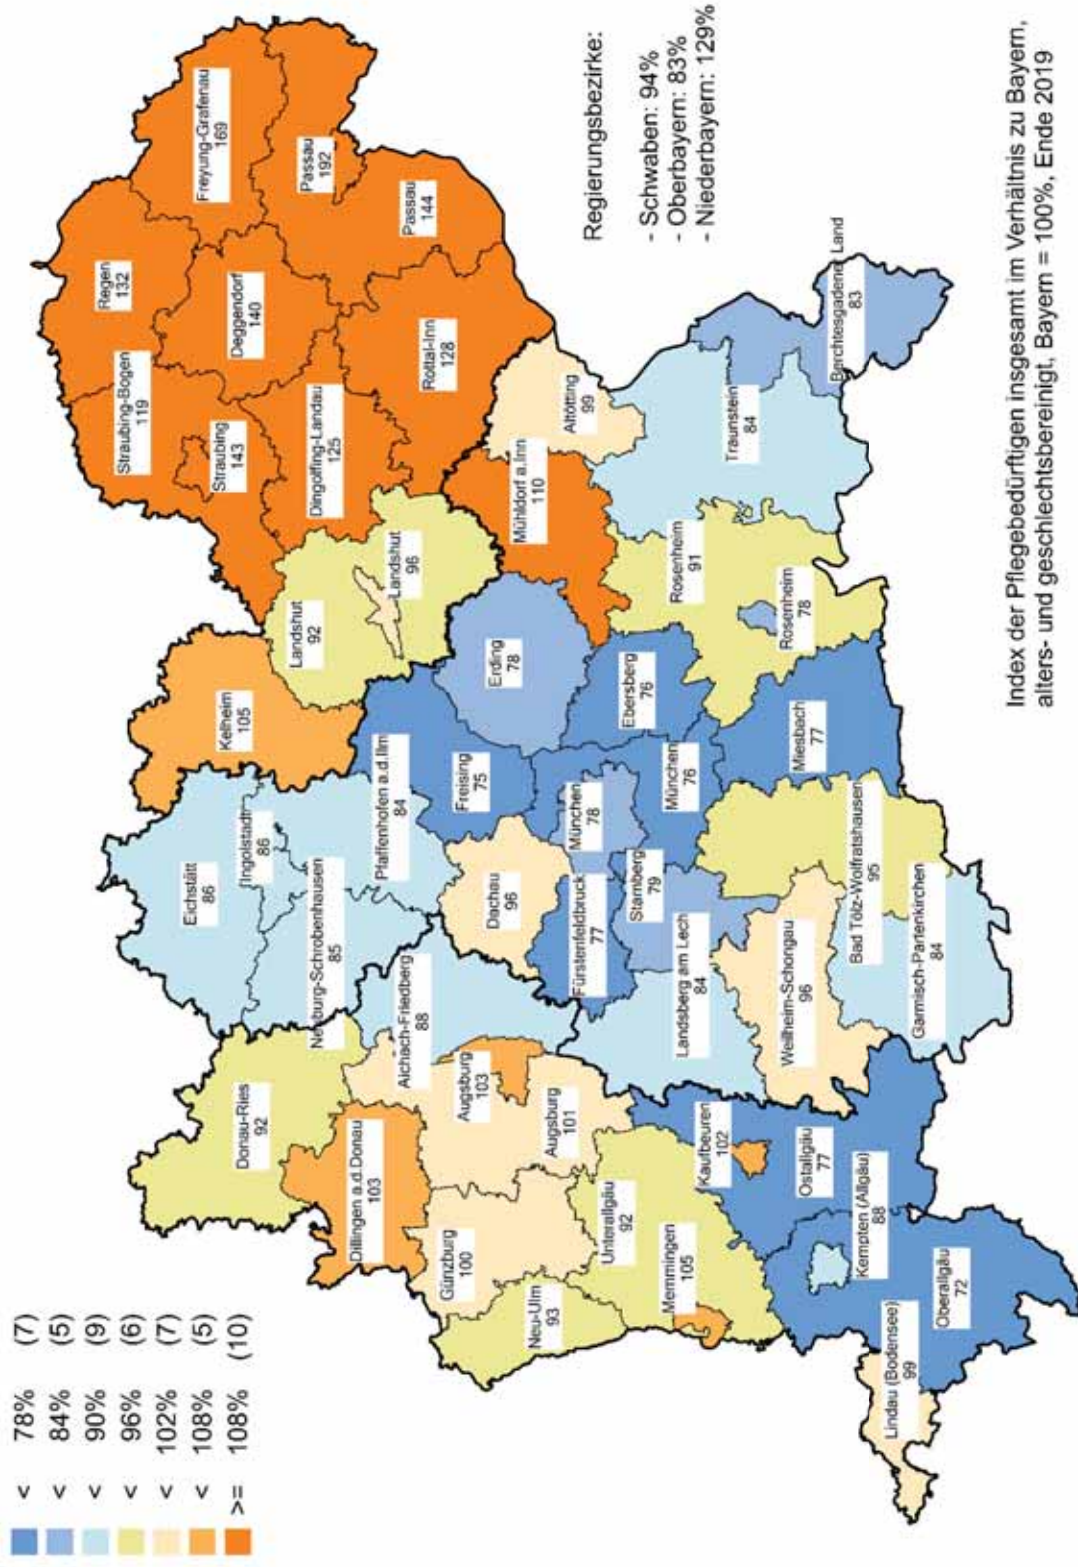 < 78% (7)
< 84% (5)
< 90% (9)
< 96% (6)
< 102% (7)
< 108% (5)
>= 108% (10)
Regierungsbezirke:
- Schwaben: 94%
- Oberbayern: 83%
- Niederbayern: 129%
Freyung-Grafenau
169
Passau
192
Passau
144
Regen
132
Deggendorf
140
Rottal-Inn
128
Straubing-Bogen
119
Straubing
143
Dingolfing-Landau
125
Landshut
96
Landshut
92
Kelheim
105
Mühldorf a.Inn
110
Altötting
99
Traunstein
84
Berchtesgadener Land
83
Rosenheim
91
Rosenheim
78
Erding
78
Ebersberg
76
Miesbach
77
Freising
75
München
78
München
76
Pfaffenhofen a.d.Ilm
84
Ingolstadt
86
Eichstätt
86
Neuburg-Schrobenhausen
85
Dachau
96
Fürstenfeldbruck
77
Starnberg
79
Landsberg am Lech
84
Weilheim-Schongau
96
Bad Tölz-Wolfratshausen
95
Garmisch-Partenkirchen
84
Aichach-Friedberg
88
Augsburg
103
Augsburg
101
Donau-Ries
92
Dillingen a.d.Donau
103
Günzburg
100
Neu-Ulm
93
Unterallgäu
92
Memmingen
105
Kaufbeuren
102
Ostallgäu
77
Kempten (Allgäu)
88
Oberallgäu
72
Lindau (Bodensee)
99
Index der Pflegebedürftigen insgesamt im Verhältnis zu Bayern,
alters- und geschlechtsbereinigt, Bayern = 100%, Ende 2019